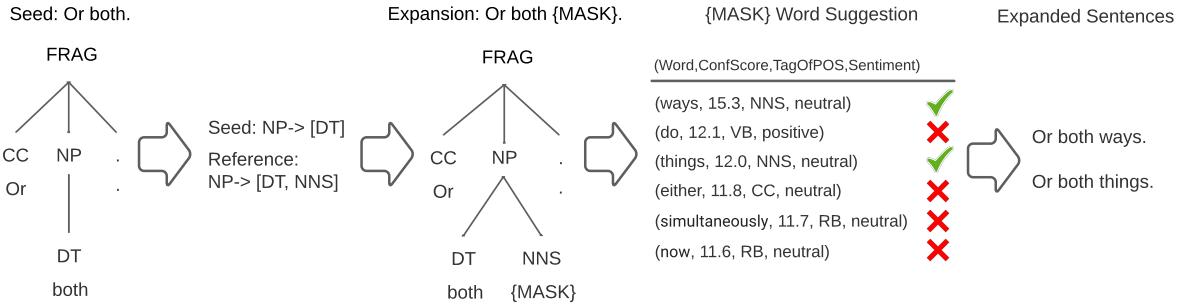 Seed: Or both.
FRAG
CC NP .
Or .
DT
both
Seed: NP-> [DT]
Reference:
NP-> [DT, NNS]
Expansion: Or both {MASK}.
FRAG
CC NP .
Or .
DT NNS
both {MASK}
{MASK} Word Suggestion
(Word,ConfScore,TagOfPOS,Sentiment)
(ways, 15.3, NNS, neutral)
(do, 12.1, VB, positive)
(things, 12.0, NNS, neutral)
(either, 11.8, CC, neutral)
(simultaneously, 11.7, RB, neutral)
(now, 11.6, RB, neutral)
Expanded Sentences
Or both ways.
Or both things.